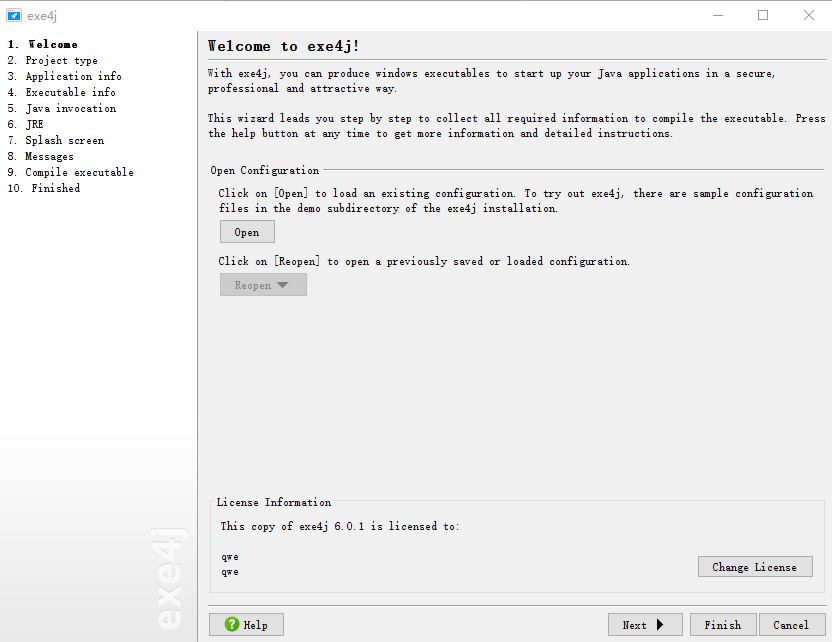 exe4j
1. Welcome
2. Project type
3. Application info
4. Executable info
5. Java invocation
6. JRE
7. Splash screen
8. Messages
9. Compile executable
10. Finished
exe4j
Welcome to exe4j!
With exe4j, you can produce windows executables to start up your Java applications in a secure,
professional and attractive way.
This wizard leads you step by step to collect all required information to compile the executable. Press
the help button at any time to get more information and detailed instructions.
Open Configuration
Click on [Open] to load an existing configuration. To try out exe4j, there are sample configuration
files in the demo subdirectory of the exe4j installation.
Open
Click on [Reopen] to open a previously saved or loaded configuration.
Reopen
License Information
This copy of exe4j 6.0.1 is licensed to:
qwe
qwe
Change License
Help
Next
Finish
Cancel